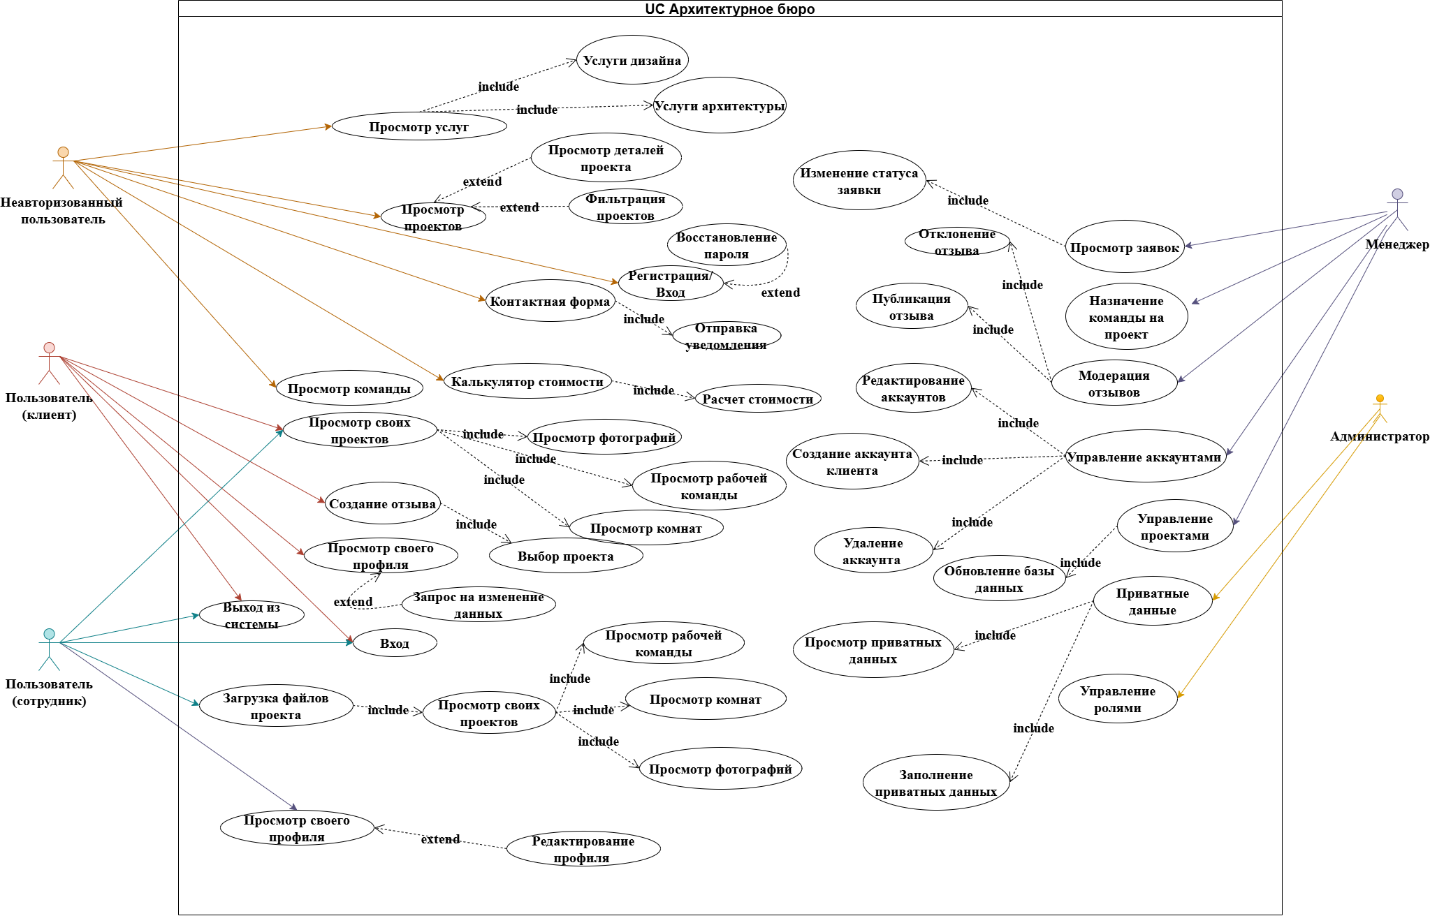 UC Архитектурное бюро
Услуги дизайна
include
Услуги архитектуры
include
Просмотр услуг
Просмотр деталей
проекта
extend
Фильтрация
проектов
extend
Просмотр
проектов
Неавторизованный
пользователь
Восстановление
пароля
extend
Регистрация/
Вход
Контактная форма
include
Отправка
уведомления
Просмотр команды
Калькулятор стоимости
include
Расчет стоимости
Пользователь
(клиент)
Просмотр своих
проектов
include
Просмотр фотографий
include
Просмотр рабочей
команды
include
Просмотр комнат
Создание отзыва
include
Выбор проекта
Просмотр своего
профиля
extend
Запрос на изменение
данных
Выход из
системы
Вход
Пользователь
(сотрудник)
Загрузка файлов
проекта
include
Просмотр своих
проектов
include
Просмотр рабочей
команды
include
Просмотр комнат
include
Просмотр фотографий
Просмотр своего
профиля
extend
Редактирование
профиля
Изменение статуса
заявки
include
Просмотр заявок
Менеджер
Отклонение
отзыва
include
Публикация
отзыва
include
Назначение
команды на
проект
Модерация
отзывов
Редактирование
аккаунтов
include
Администратор
Создание аккаунта
клиента
include
Управление аккаунтами
include
Удаление
аккаунта
Управление
проектами
include
Обновление базы
данных
Приватные
данные
include
Просмотр приватных
данных
Управление
ролями
include
Заполнение
приватных данных